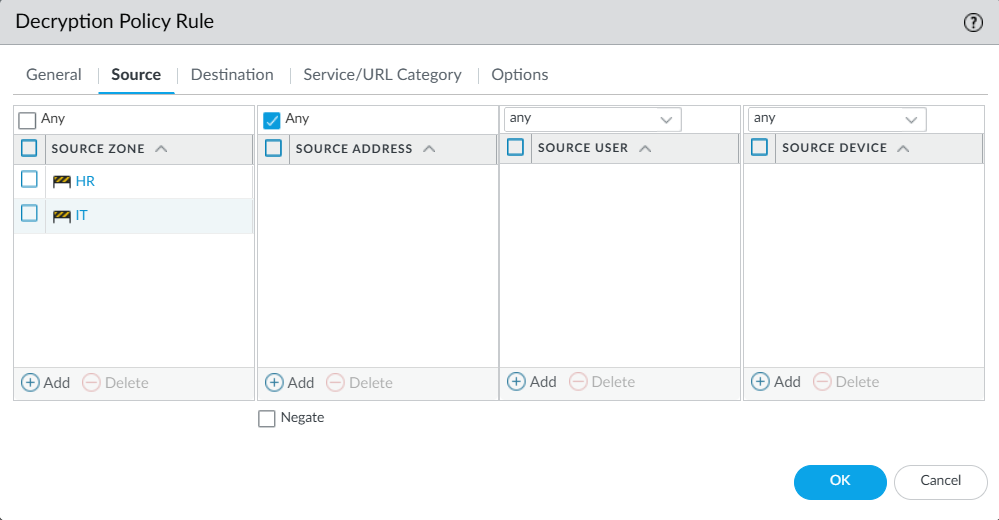 Decryption Policy Rule
General Source Destination Service/URL Category Options
Any Any any any
SOURCE ZONE SOURCE ADDRESS SOURCE USER SOURCE DEVICE
HR
IT
Add Delete Add Delete Add Delete Add Delete
Negate
OK Cancel